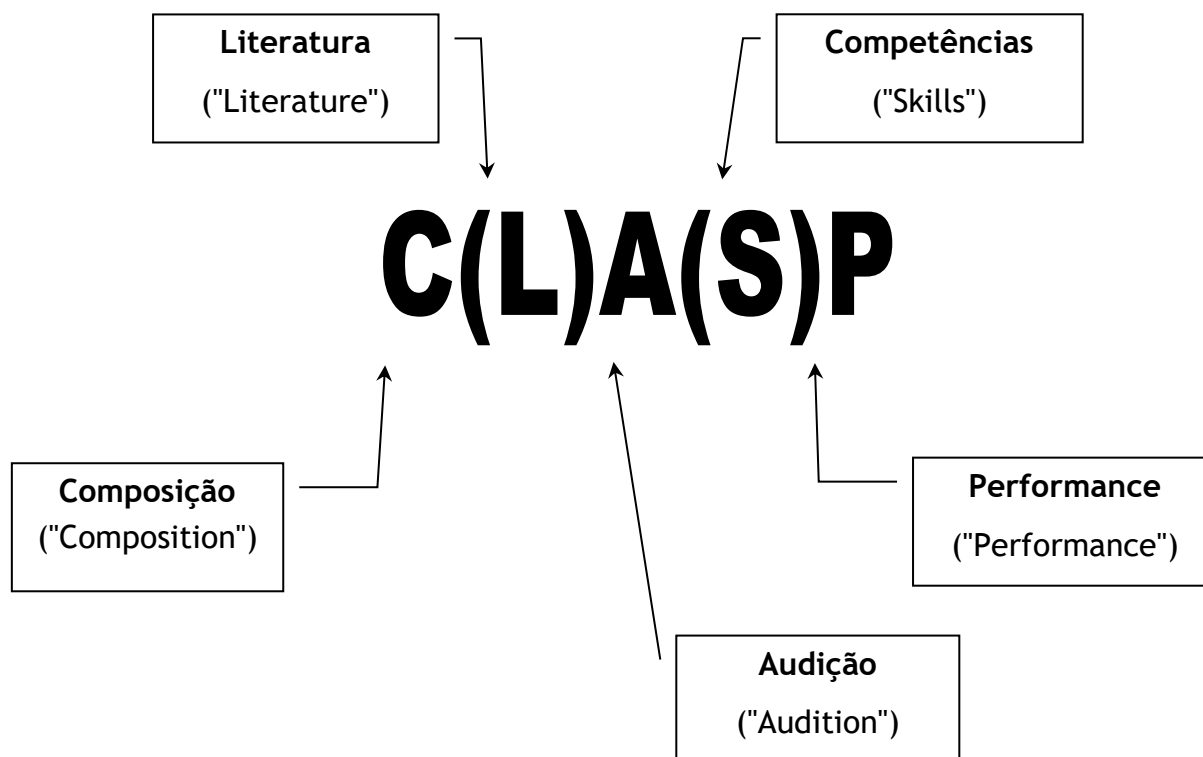 Literatura
("Literature")
Competências
("Skills")
C(L)A(S)P
Composição
("Composition")
Performance
("Performance")
Audição
("Audition")